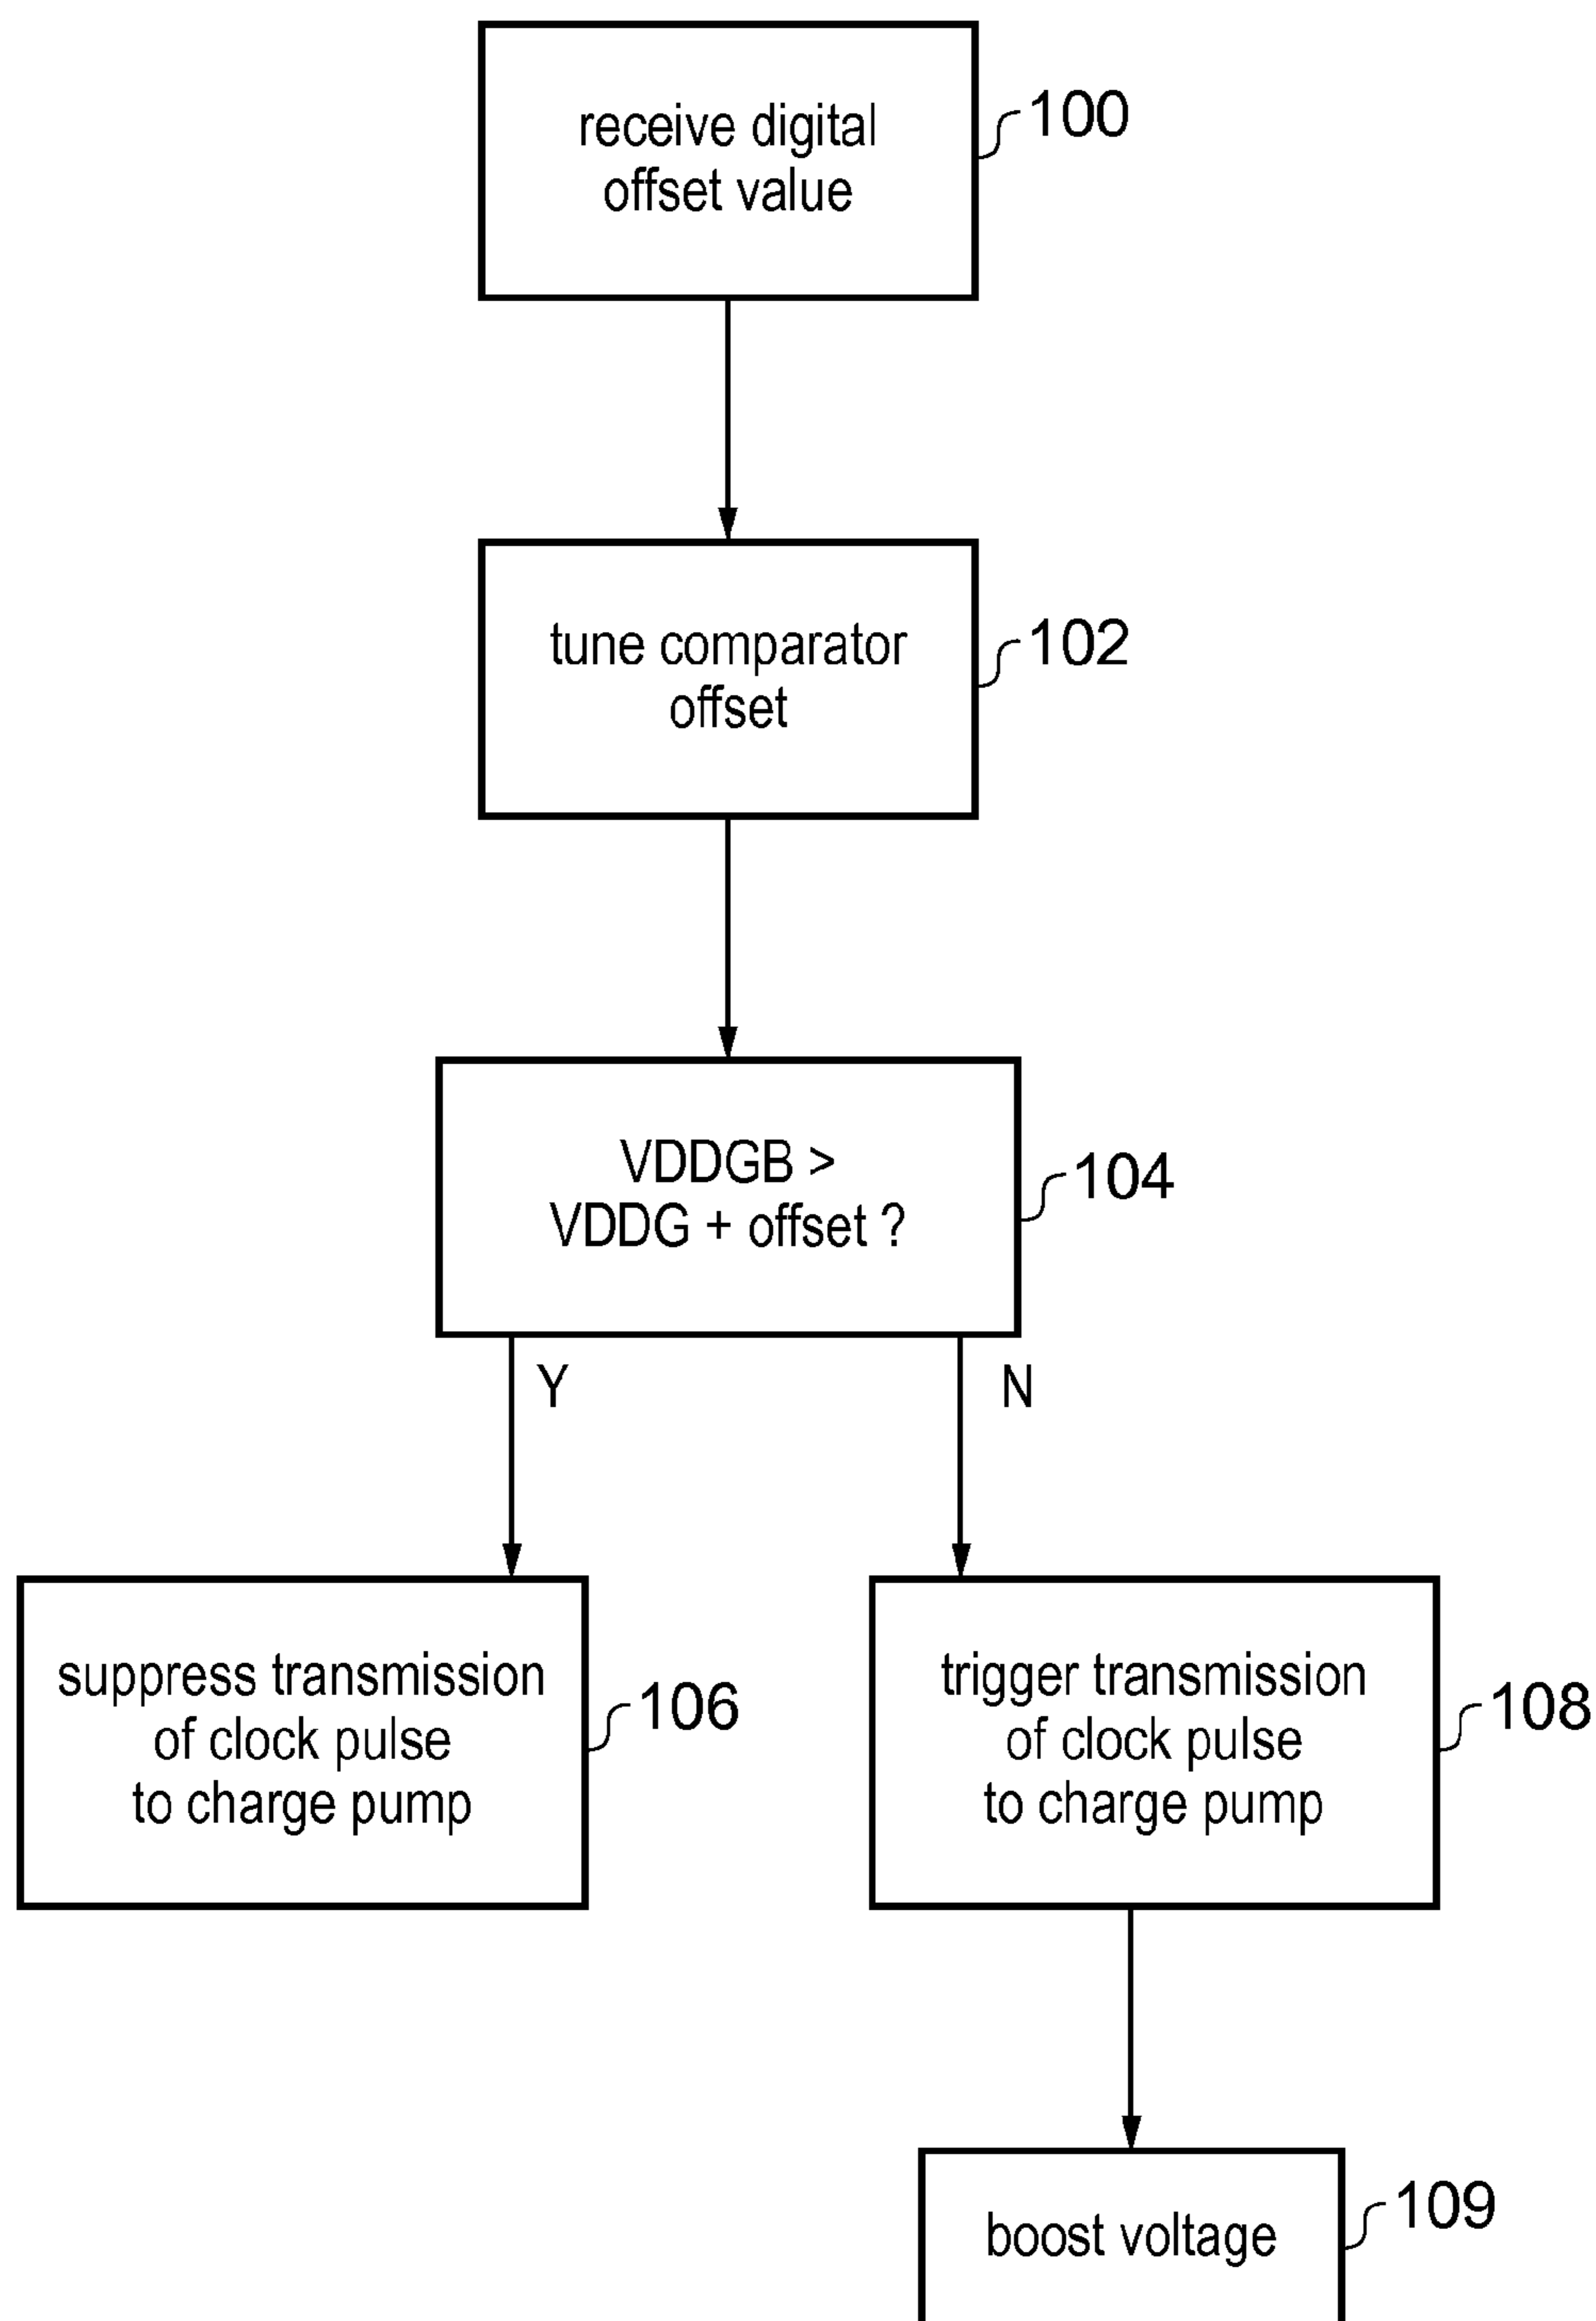 receive digital
offset value
100
tune comparator
offset
102
VDDGB >
VDDG + offset ?
104
Y
N
suppress transmission
of clock pulse
to charge pump
106
trigger transmission
of clock pulse
to charge pump
108
boost voltage
109